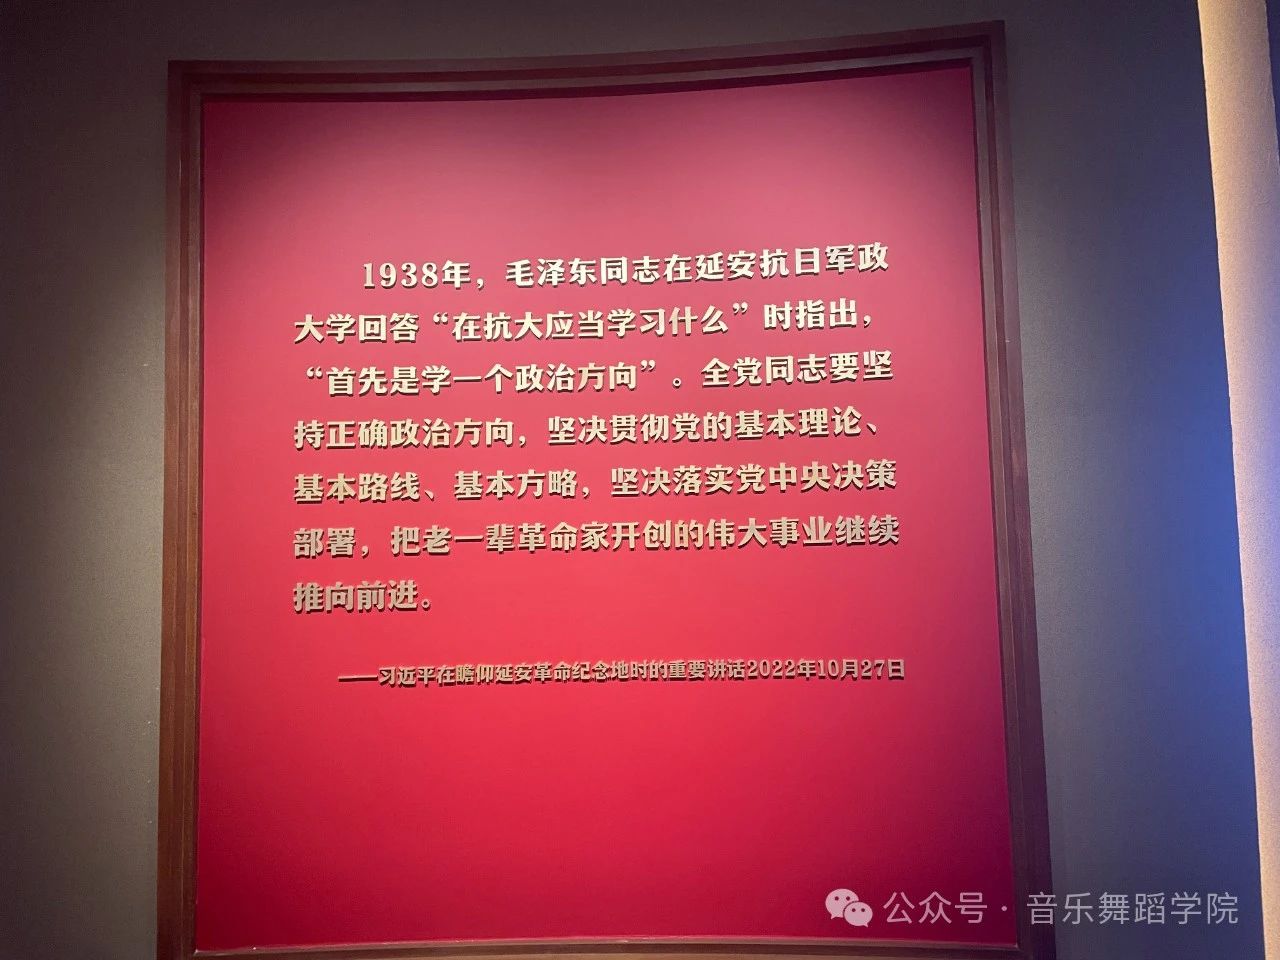 1938年，毛泽东同志在延安抗日军政
大学回答“在抗大应当学习什么”时指出，
“首先是学一个政治方向”。全党同志要坚
持正确政治方向，坚决贯彻党的基本理论、
基本路线、基本方略，坚决落实党中央决策
部署，把老一辈革命家开创的伟大事业继续
推向前进。
——习近平在瞻仰延安革命纪念地时的重要讲话2022年10月27日
公众号·音乐舞蹈学院